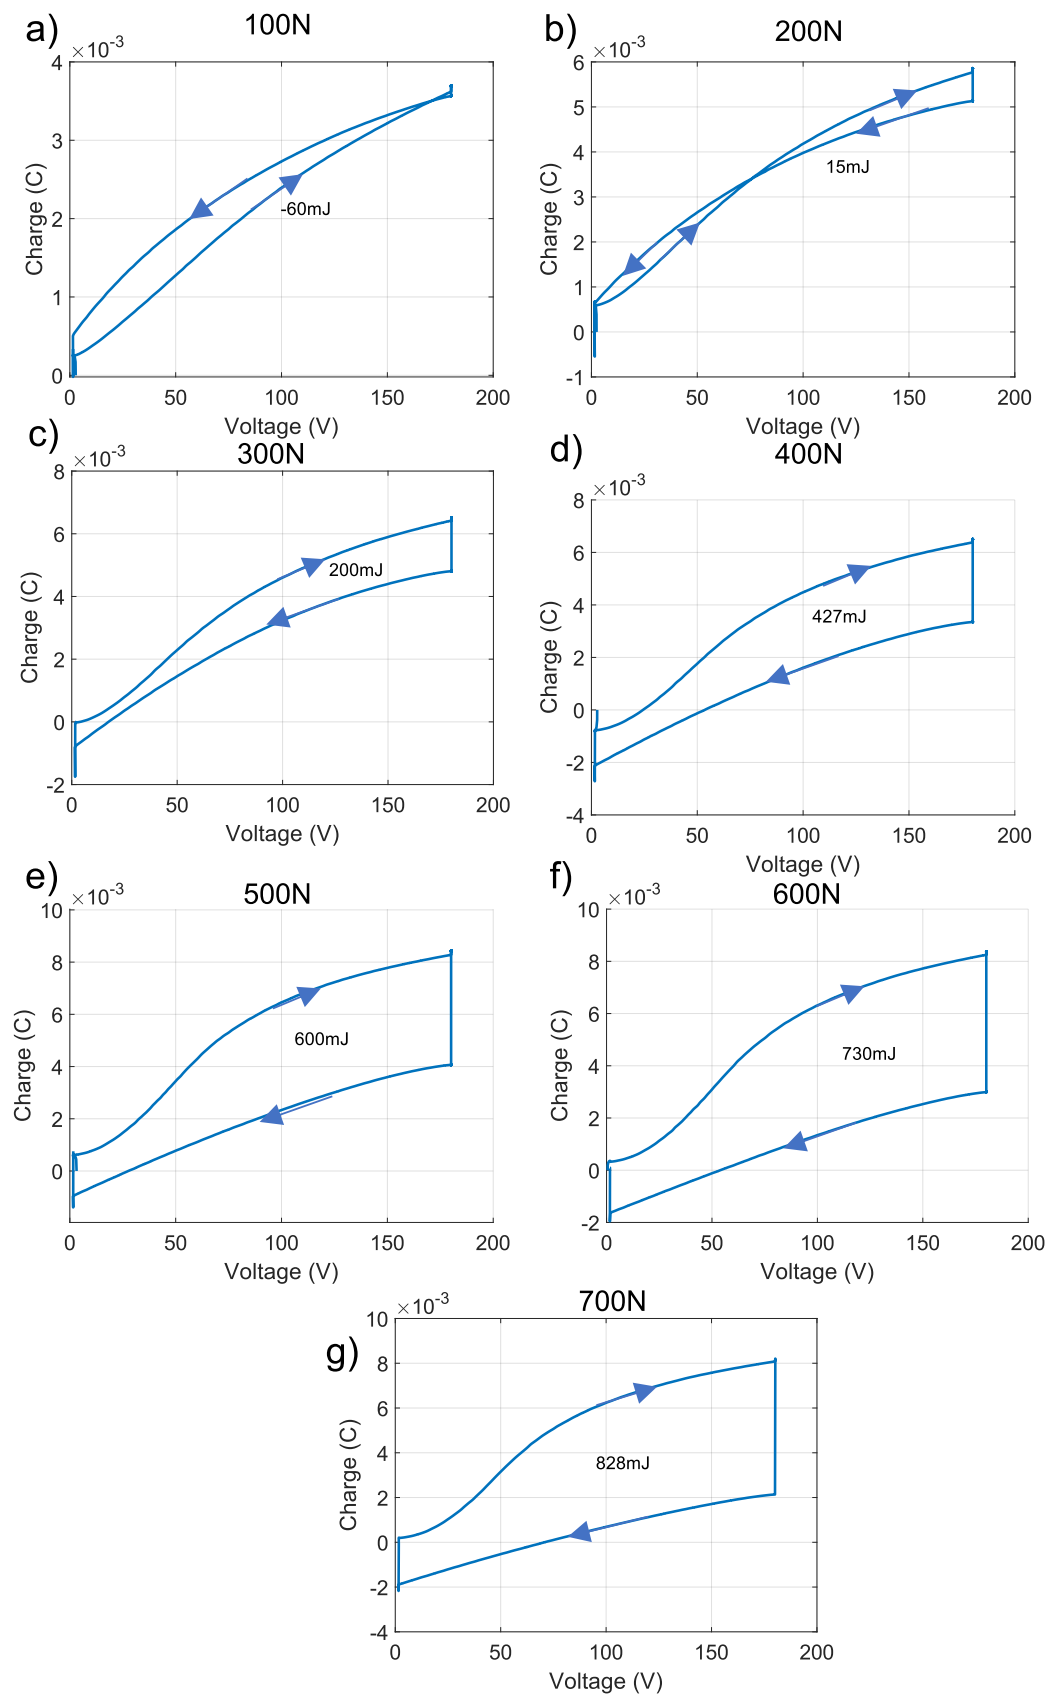 a)
100N
×10-3
4
3
2
1
0
Charge (C)
-60mJ
0 50 100 150 200
Voltage (V)
b)
200N
×10-3
6
5
4
3
2
1
0
-1
Charge (C)
15mJ
0 50 100 150 200
Voltage (V)
c)
300N
×10-3
8
6
4
2
0
-2
Charge (C)
200mJ
0 50 100 150 200
Voltage (V)
d)
400N
×10-3
8
6
4
2
0
-2
-4
Charge (C)
427mJ
0 50 100 150 200
Voltage (V)
e)
500N
×10-3
10
8
6
4
2
0
Charge (C)
600mJ
0 50 100 150 200
Voltage (V)
f)
600N
×10-3
10
8
6
4
2
0
-2
Charge (C)
730mJ
0 50 100 150 200
Voltage (V)
g)
700N
×10-3
10
8
6
4
2
0
-2
-4
Charge (C)
828mJ
0 50 100 150 200
Voltage (V)